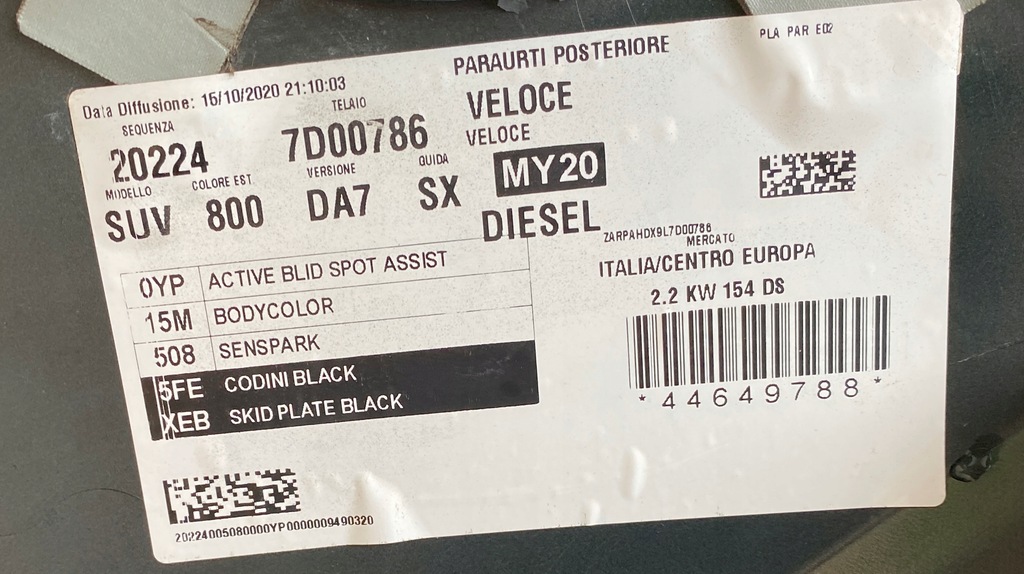 PLA PAR E02
PARAURTI POSTERIORE
Data Diffusione: 15/10/2020 21:10:03
SEQUENZA TELAIO VELOCE
20224 7D00786 VELOCE
MODELLO COLORE EST. VERSIONE GUIDA
SUV 800 DA7 SX MY20
DIESEL
ZARPAHDX9L7D00786
MERCATO
ITALIA/CENTRO EUROPA
2.2 KW 154 DS
0YP ACTIVE BLID SPOT ASSIST
15M BODYCOLOR
508 SENSPARK
5FE CODINI BLACK
XEB SKID PLATE BLACK
*44649788*
20224005080000YP0000009490320